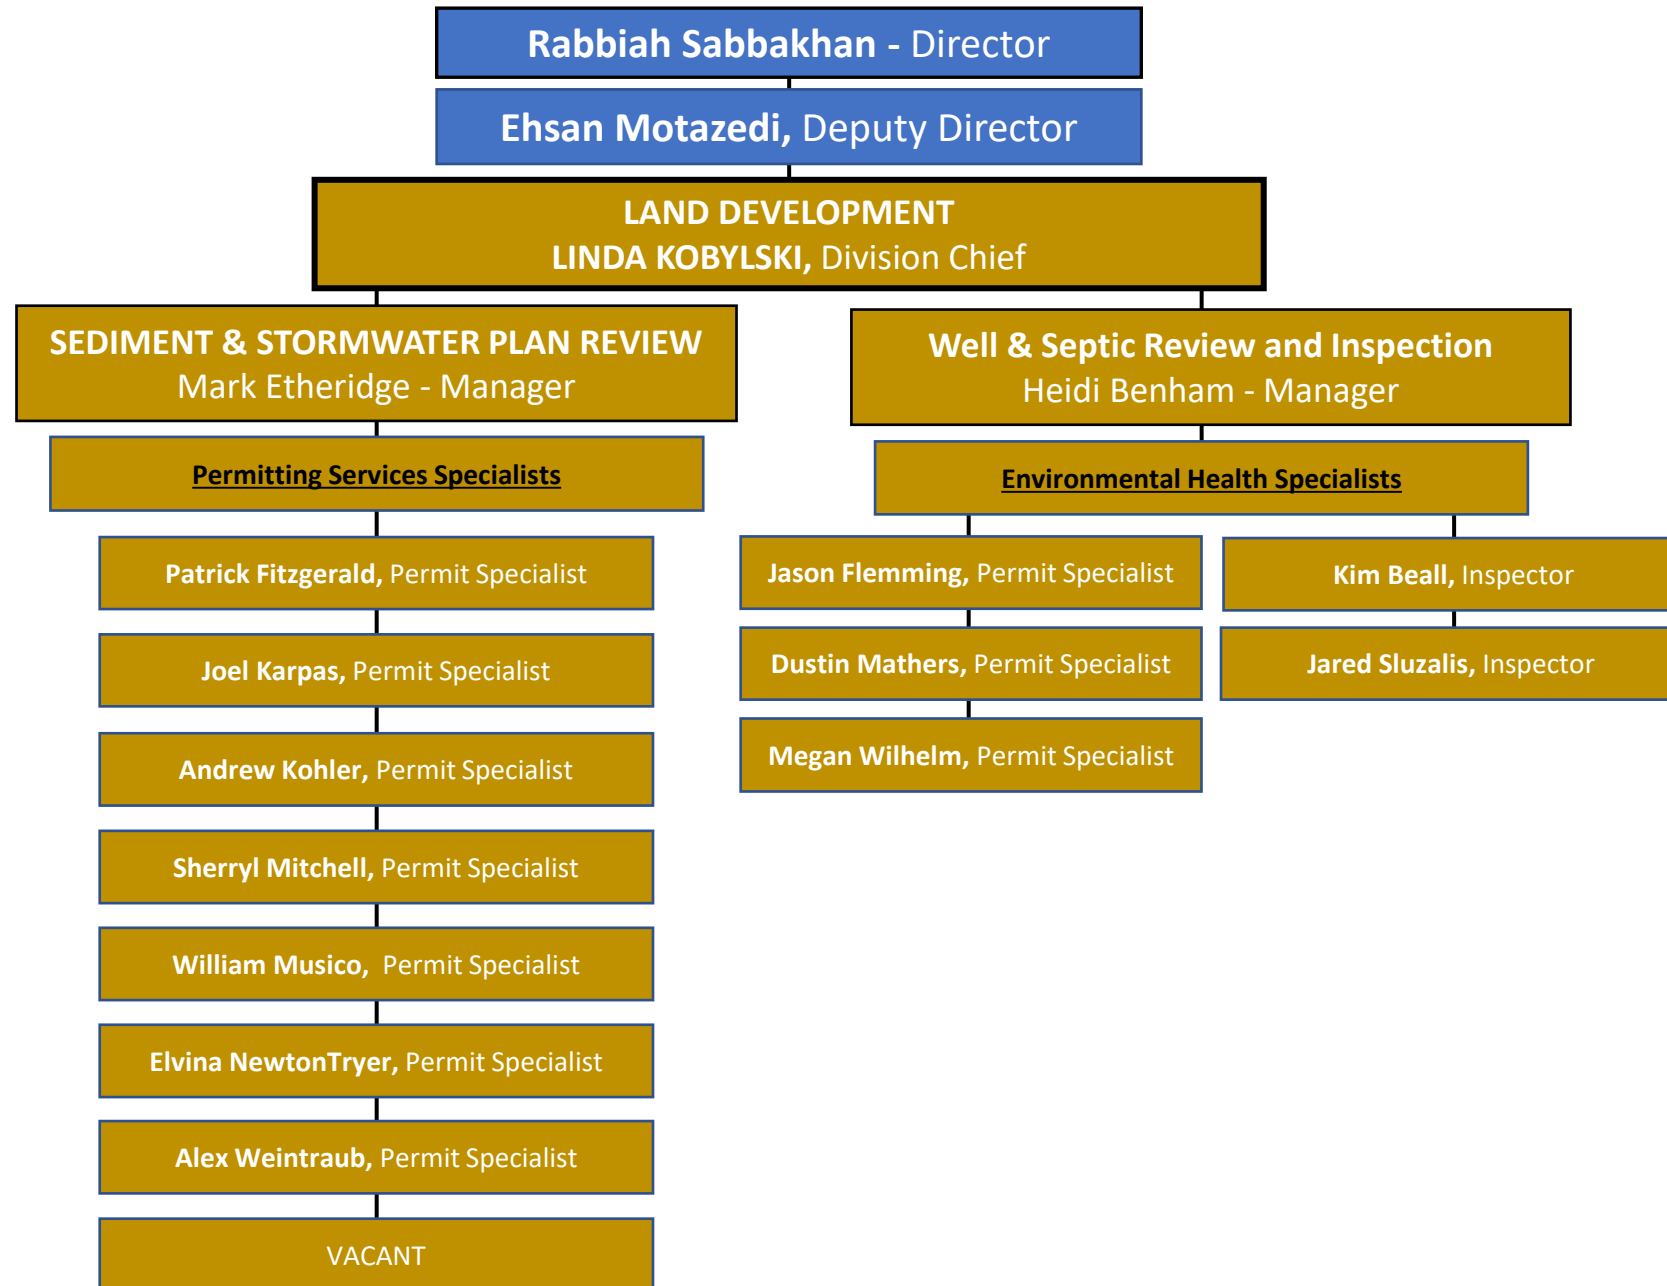 Rabbiah Sabbakhan - Director
Ehsan Motazedi, Deputy Director
LAND DEVELOPMENT
LINDA KOBYLSKI, Division Chief
SEDIMENT & STORMWATER PLAN REVIEW
Mark Etheridge - Manager
Permitting Services Specialists
Patrick Fitzgerald, Permit Specialist
Joel Karpas, Permit Specialist
Andrew Kohler, Permit Specialist
Sherryl Mitchell, Permit Specialist
William Musico, Permit Specialist
Elvina NewtonTryer, Permit Specialist
Alex Weintraub, Permit Specialist
VACANT
Well & Septic Review and Inspection
Heidi Benham - Manager
Environmental Health Specialists
Jason Flemming, Permit Specialist
Dustin Mathers, Permit Specialist
Megan Wilhelm, Permit Specialist
Kim Beall, Inspector
Jared Sluzalis, Inspector